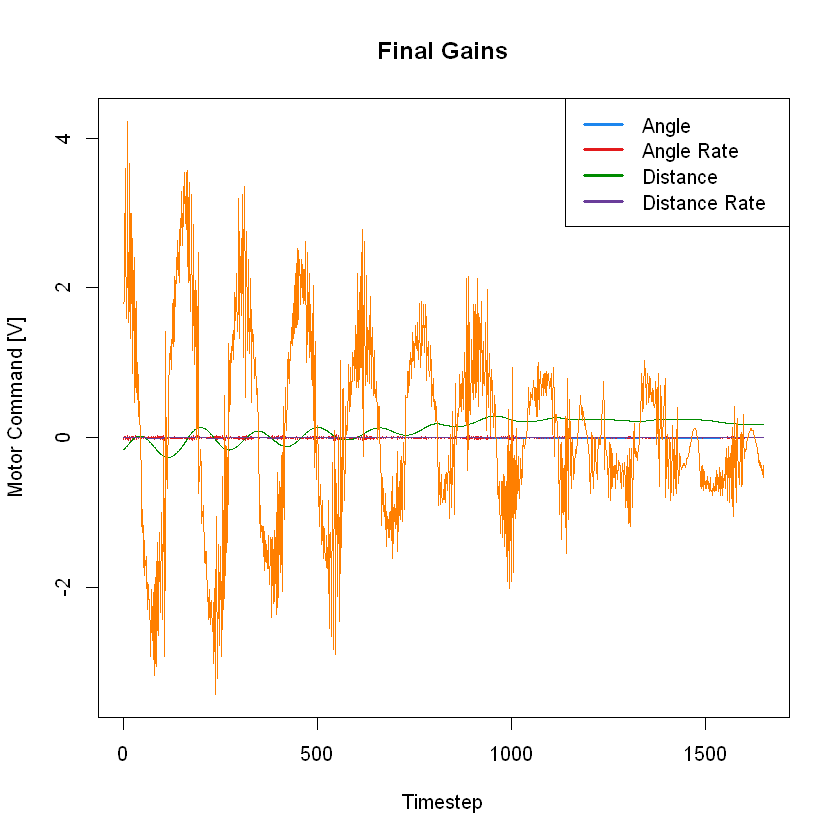 Final Gains
Angle
Angle Rate
Distance
Distance Rate
4
2
0
-2
Motor Command [V]
0
500
1000
1500
Timestep